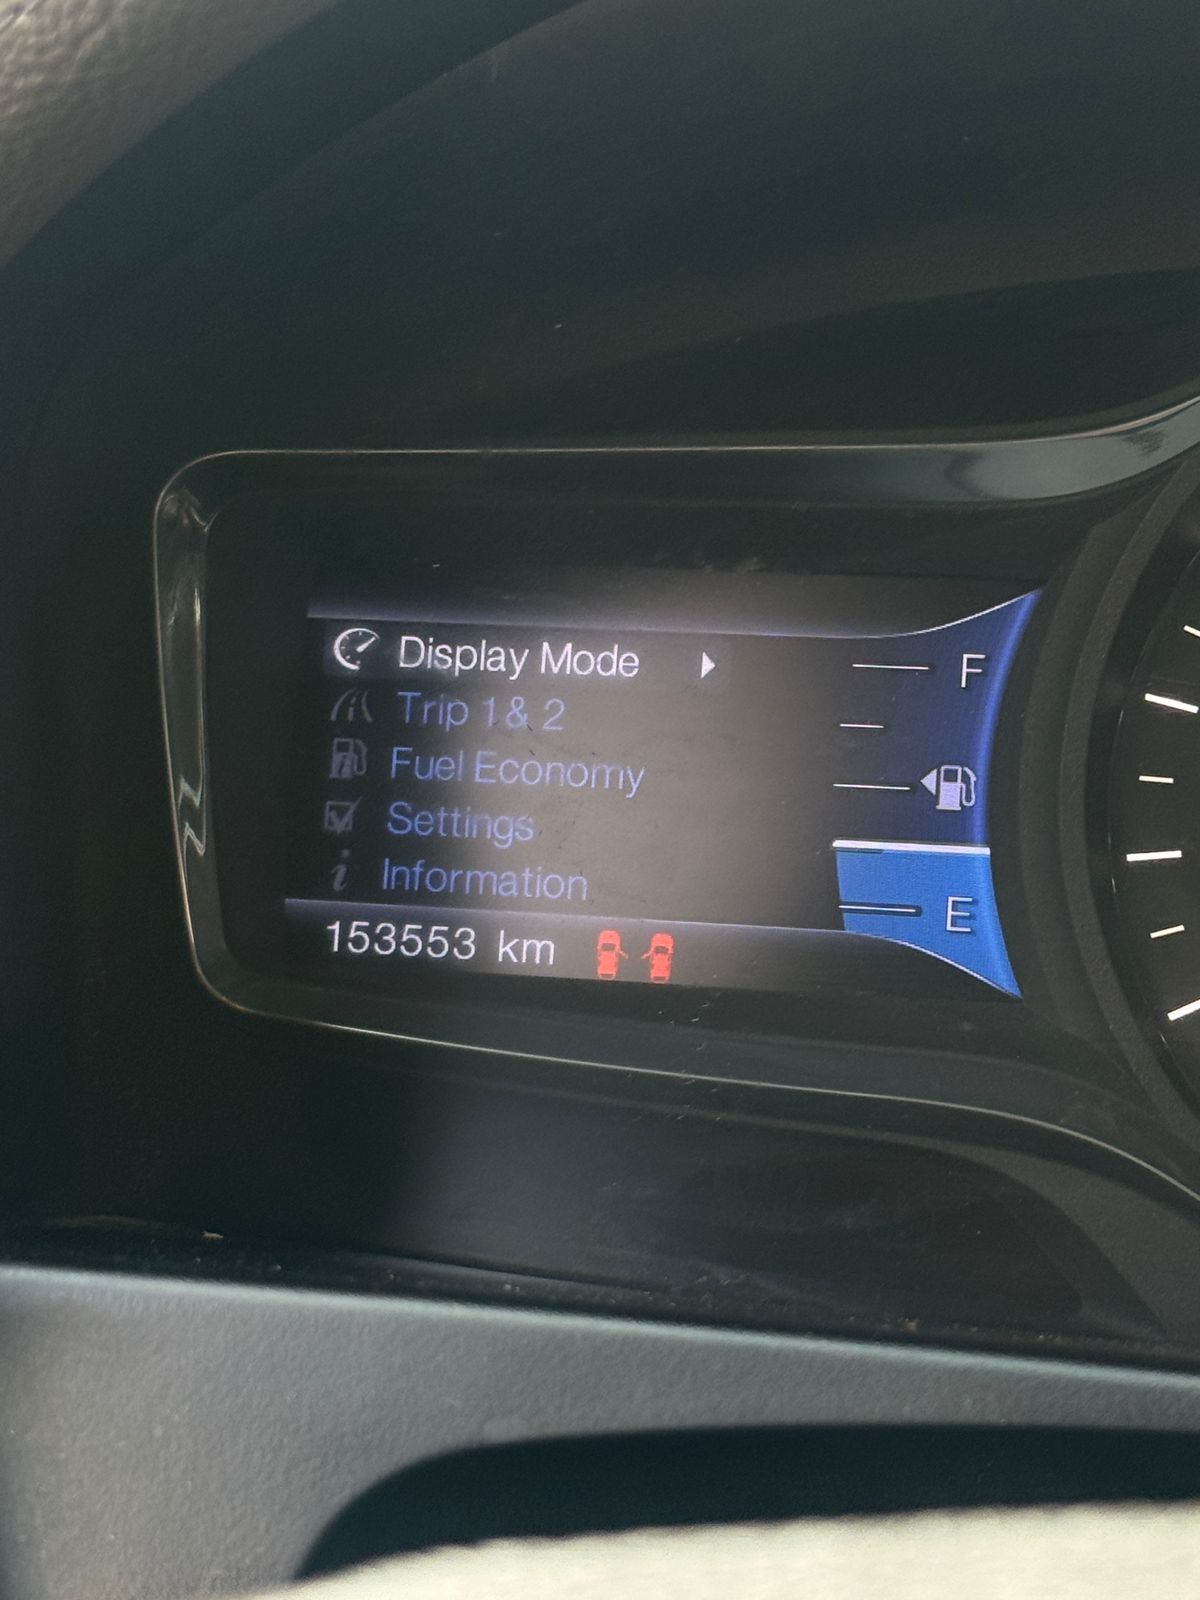 Display Mode
Trip 1 & 2
Fuel Economy
Settings
Information
153553 km
F
E